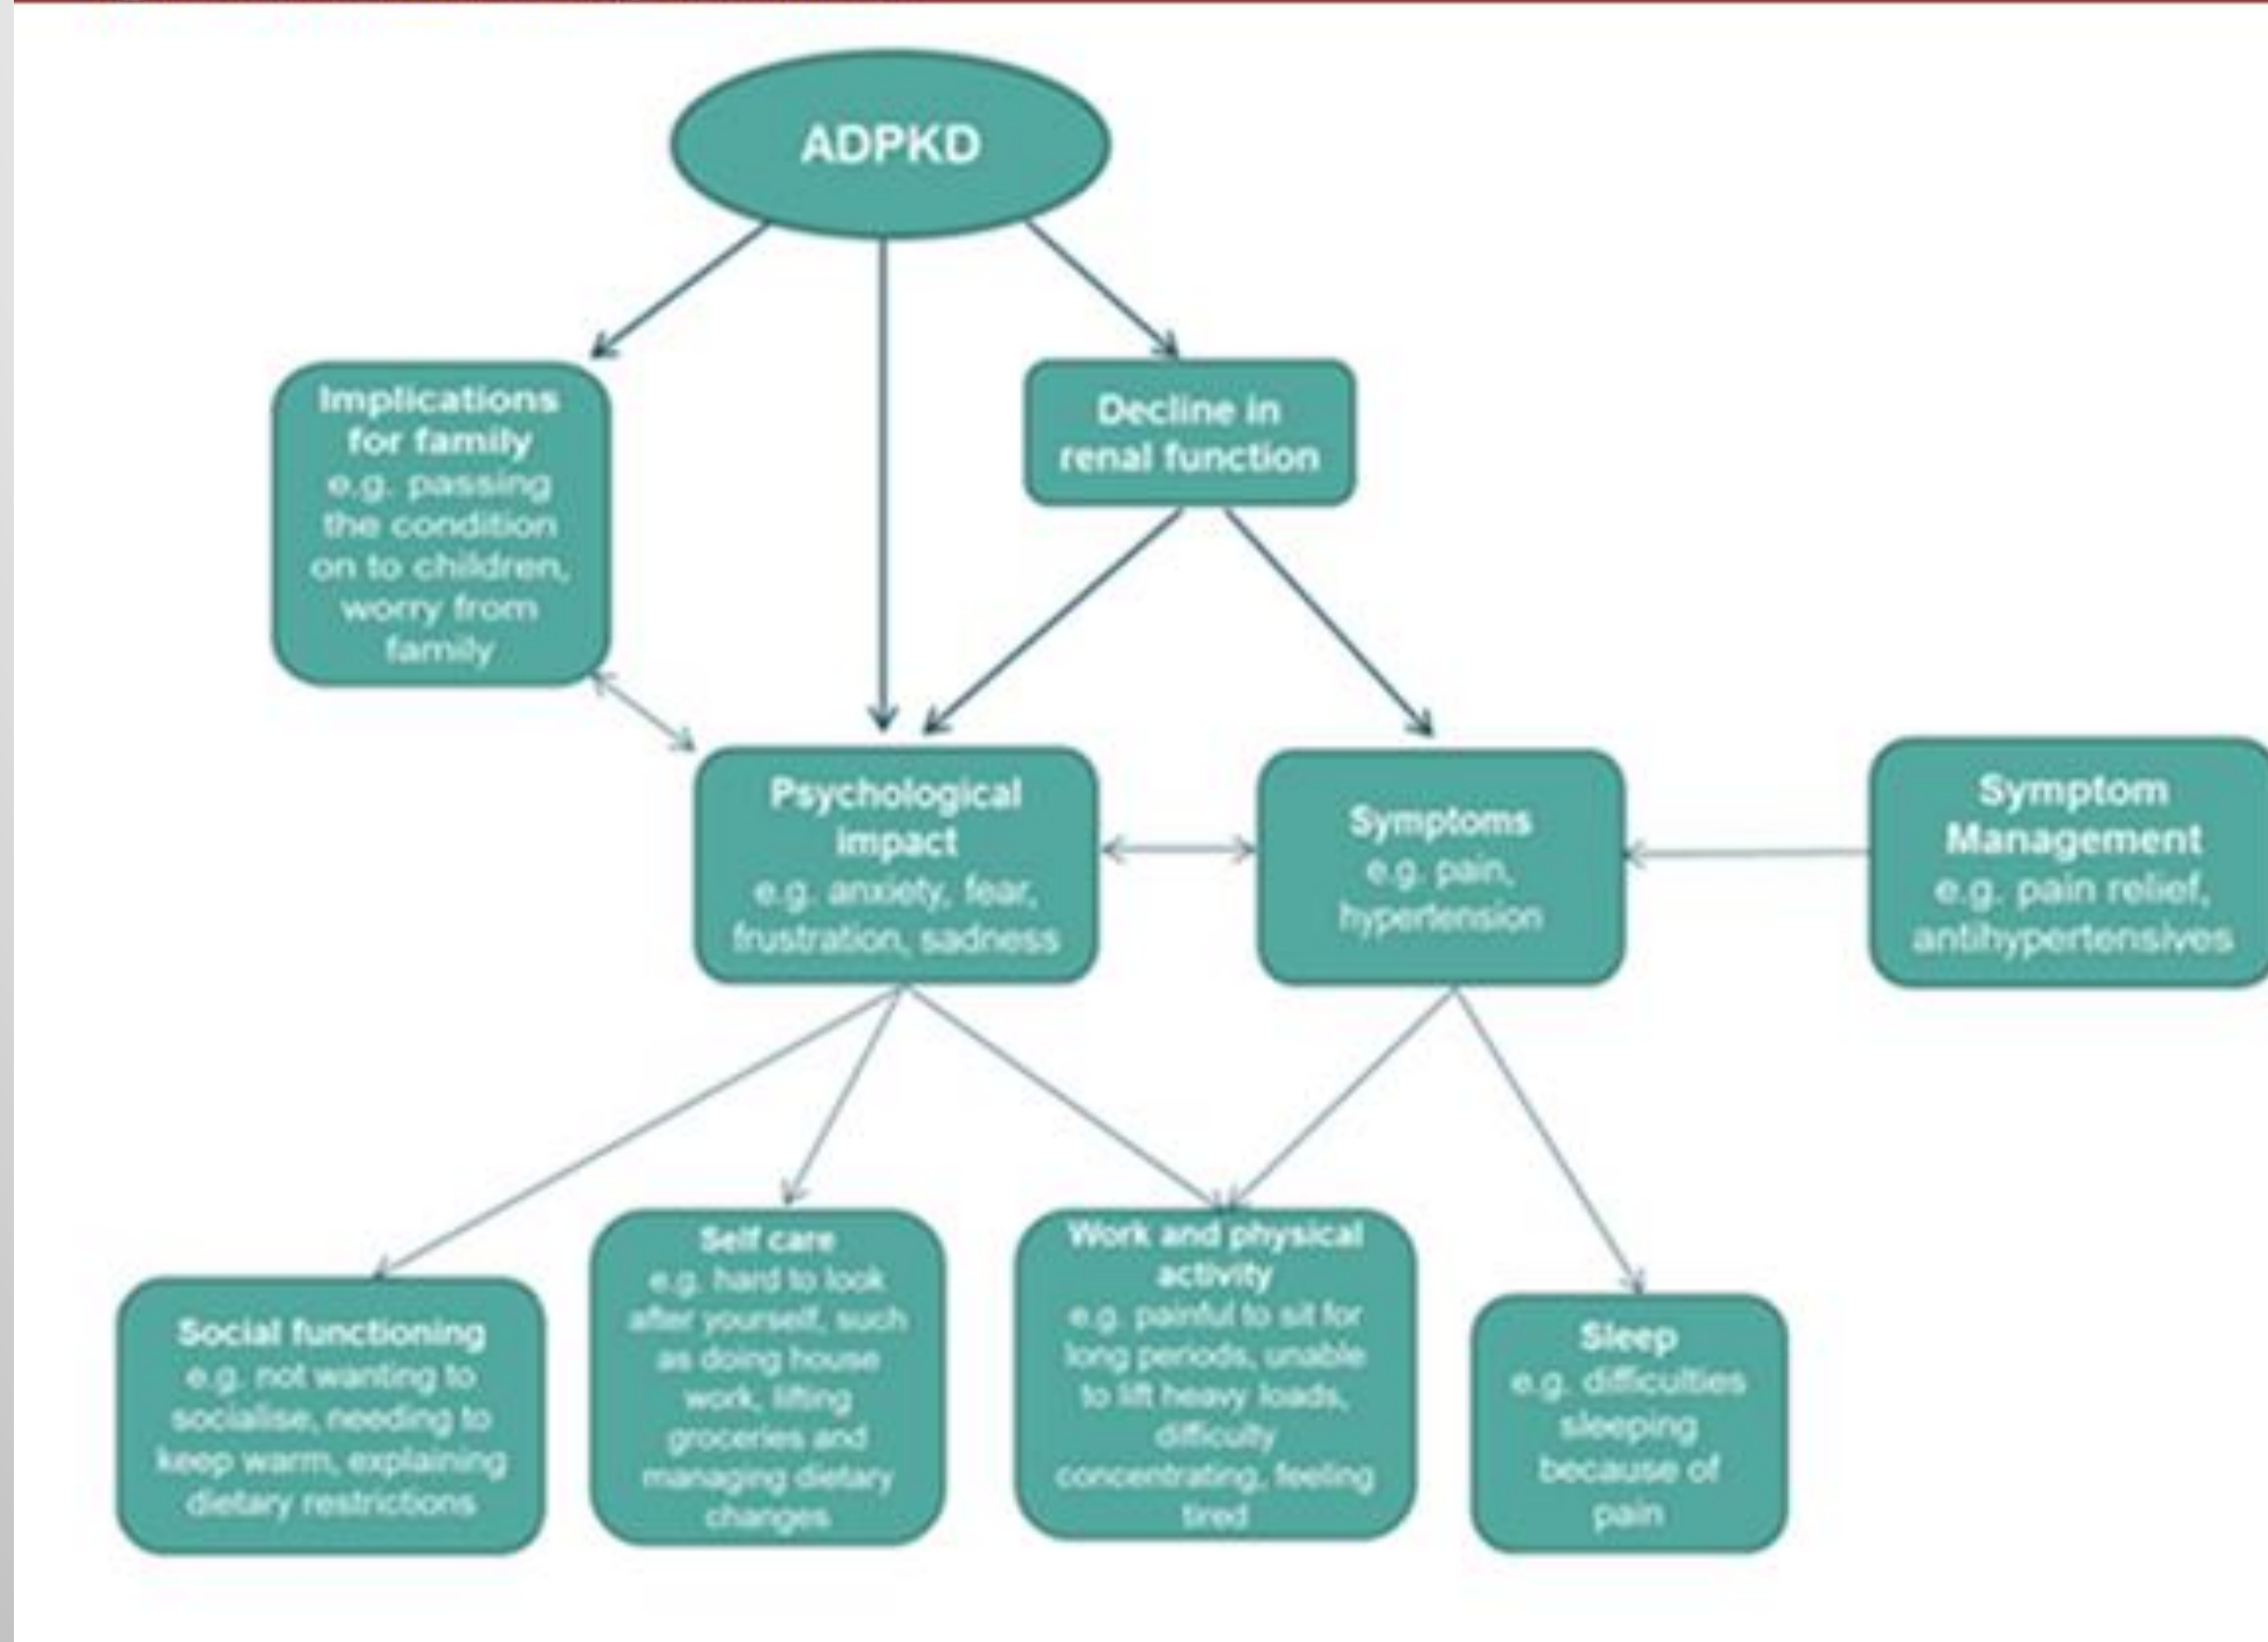 ADPKD
Implications
for family
e.g. passing
the condition
on to children,
worry from
family
Decline in
renal function
Psychological
impact
e.g. anxiety, fear,
frustration, sadness
Symptoms
e.g. pain,
hypertension
Symptom
Management
e.g. pain relief,
antihypertensives
Social functioning
e.g. not wanting to
socialise, needing to
keep warm, explaining
dietary restrictions
Self care
e.g. hard to look
after yourself, such
as doing house
work, lifting
groceries and
managing dietary
changes
Work and physical
activity
e.g. painful to sit for
long periods, unable
to lift heavy loads,
difficulty
concentrating, feeling
tired
Sleep
e.g. difficulties
sleeping
because of
pain